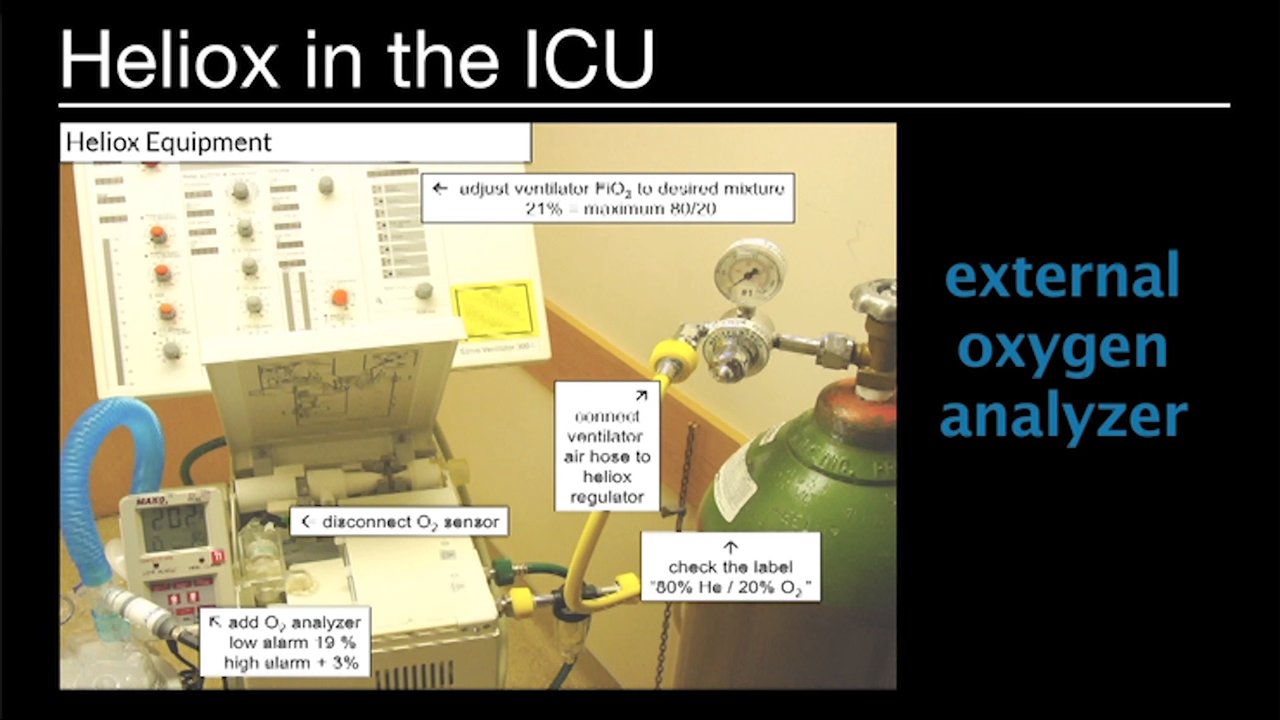 Heliox in the ICU
Heliox Equipment
← adjust ventilator FiO₂ to desired mixture
21% = maximum 80/20
↗
connect
ventilator
air hose to
heliox
regulator
← disconnect O₂ sensor
↑
check the label
"80% He / 20% O₂"
↖ add O₂ analyzer
low alarm 19 %
high alarm + 3%
external
oxygen
analyzer
#1